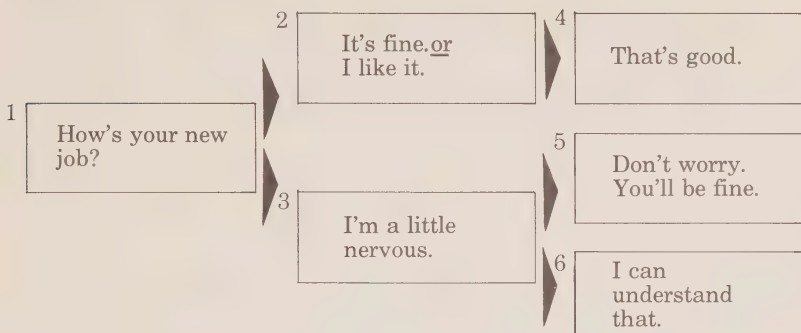 1
How's your new
job?
2
It's fine. or
I like it.
3
I'm a little
nervous.
4
That's good.
5
Don't worry.
You'll be fine.
6
I can
understand
that.